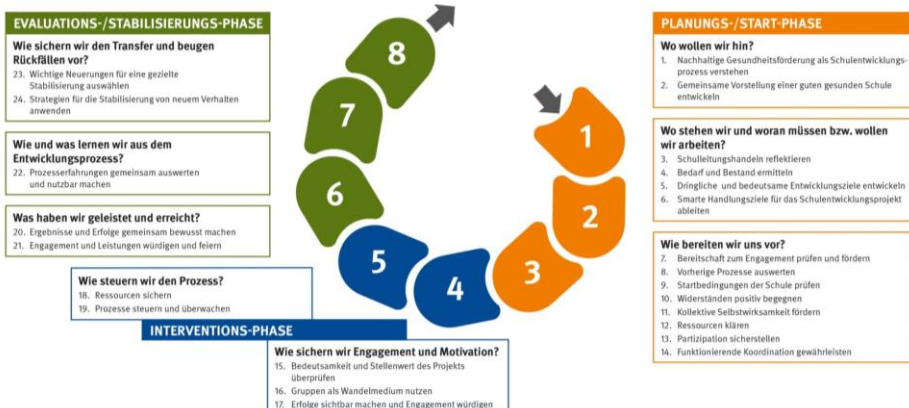 EVALUATIONS-/STABILISIERUNGS-PHASE
Wie sichern wir den Transfer und beugen
Rückfällen vor?
23. Wichtige Neuerungen für eine gezielte
Stabilisierung auswählen
24. Strategien für die Stabilisierung von neuem Verhalten
anwenden
Wie und was lernen wir aus dem
Entwicklungsprozess?
22. Prozesserfahrungen gemeinsam auswerten
und nutzbar machen
Was haben wir geleistet und erreicht?
20. Ergebnisse und Erfolge gemeinsam bewusst machen
21. Engagement und Leistungen würdigen und feiern
Wie steuern wir den Prozess?
18. Ressourcen sichern
19. Prozesse steuern und überwachen
INTERVENTIONS-PHASE
Wie sichern wir Engagement und Motivation?
15. Bedeutsamkeit und Stellenwert des Projekts
überprüfen
16. Gruppen als Wandelmedium nutzen
17. Erfolge sichtbar machen und Engagement würdigen
8
7
6
5
4
3
2
1
PLANUNGS-/START-PHASE
Wo wollen wir hin?
1. Nachhaltige Gesundheitsförderung als Schulentwicklungs-
prozess verstehen
2. Gemeinsame Vorstellung einer guten gesunden Schule
entwickeln
Wo stehen wir und woran müssen bzw. wollen
wir arbeiten?
3. Schulleitungshandeln reflektieren
4. Bedarf und Bestand ermitteln
5. Dringliche und bedeutsame Entwicklungsziele entwickeln
6. Smarte Handlungsziele für das Schulentwicklungsprojekt
ableiten
Wie bereiten wir uns vor?
7. Bereitschaft zum Engagement prüfen und fördern
8. Vorherige Prozesse auswerten
9. Startbedingungen der Schule prüfen
10. Widerständen positiv begegnen
11. Kollektive Selbstwirksamkeit fördern
12. Ressourcen klären
13. Partizipation sicherstellen
14. Funktionierende Koordination gewährleisten